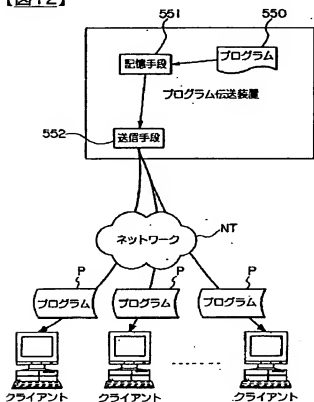 【図12】
551
550
記憶手段
プログラム
プログラム伝送装置
552
送信手段
ネットワーク
NT
P
P
P
プログラム
プログラム
プログラム
クライアント
クライアント
クライアント